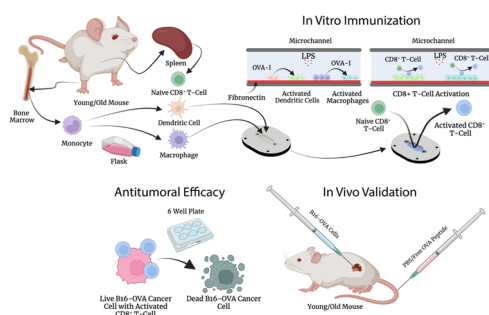 In Vitro Immunization
Microchannel
Microchannel
Spleen
LPS
OVA-I
OVA-I
LPS
CD8⁺ T-Cell
CD8⁺ T-Cell
Naive CD8⁺ T-Cell
Fibronectin
Activated
Dendritic Cells
Activated
Macrophages
CD8+ T-Cell Activation
Bone
Marrow
Young/Old Mouse
Dendritic Cell
Monocyte
Flask
Macrophage
Naive CD8⁺
T-Cell
Activated CD8⁺
T-Cell
Antitumoral Efficacy
6 Well Plate
Live B16-OVA Cancer
Cell with Activated
CD8⁺ T-Cell
Dead B16-OVA Cancer
Cell
In Vivo Validation
B16-OVA Cells
PBS/Free OVA Peptide
Young/Old Mouse